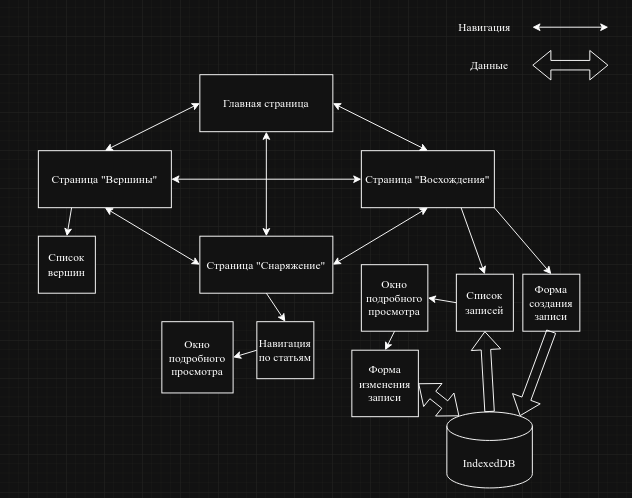 Навигация
Данные
Главная страница
Страница "Вершины"
Страница "Восхождения"
Страница "Снаряжение"
Список
вершин
Окно
подробного
просмотра
Список
записей
Форма
создания
записи
Окно
подробного
просмотра
Навигация
по статьям
Форма
изменения
записи
IndexedDB